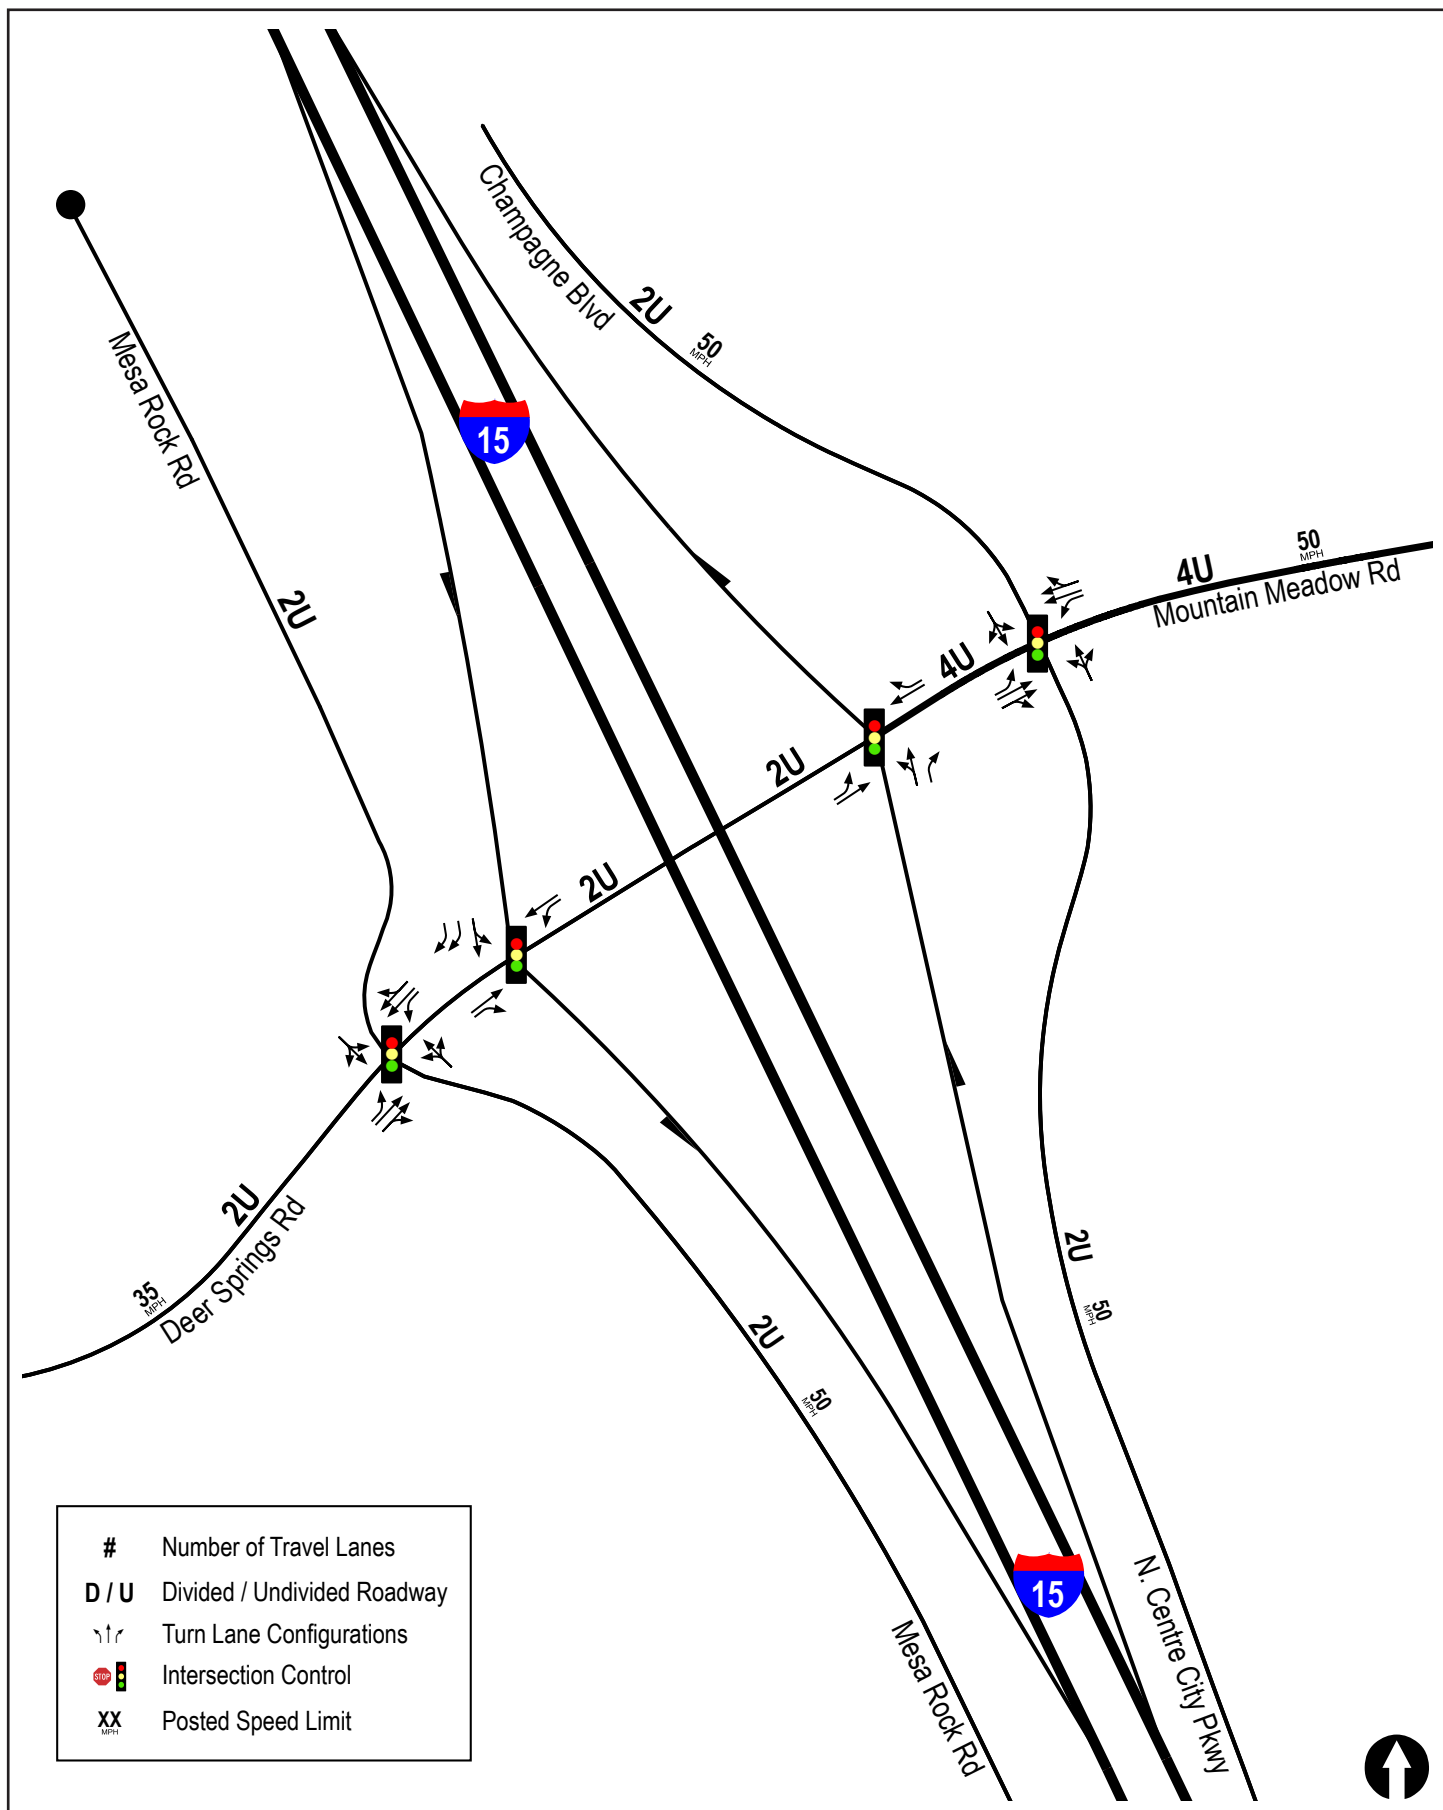 Champagne Blvd
2U
50
MPH
Mesa Rock Rd
2U
15
50
MPH
4U
Mountain Meadow Rd
4U
2U
2U
2U
Deer Springs Rd
35
MPH
2U
50
MPH
2U
50
MPH
15
N. Centre City Pkwy
Mesa Rock Rd
# Number of Travel Lanes
D / U Divided / Undivided Roadway
Turn Lane Configurations
STOP Intersection Control
XX
MPH
Posted Speed Limit